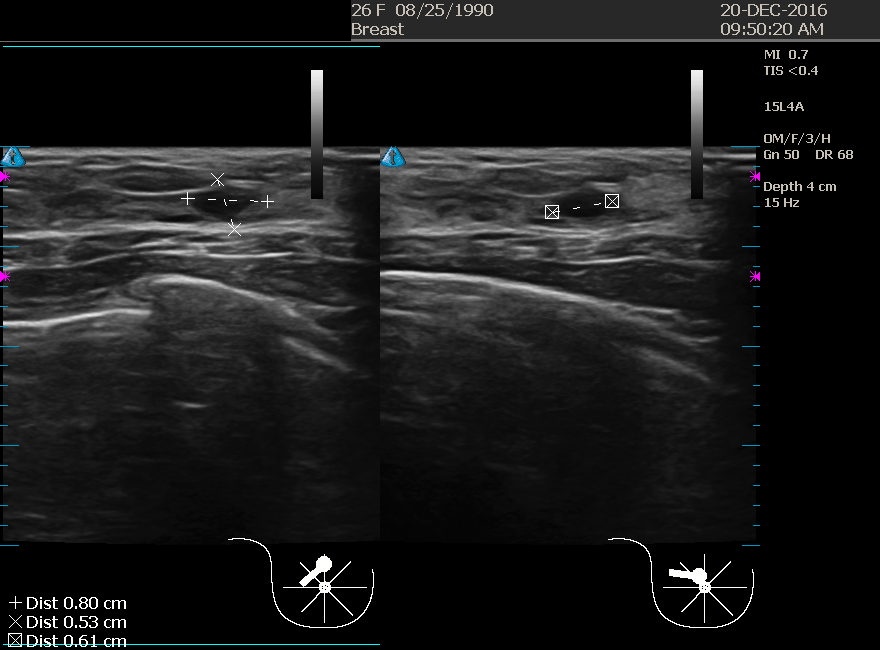 26 F 08/25/1990 20-DEC-2016
Breast 09:50:20 AM
MI 0.7
TIS <0.4
15L4A
OM/F/3/H
Gn 50 DR 68
Depth 4 cm
15 Hz
Dist 0.80 cm
Dist 0.53 cm
Dist 0.61 cm